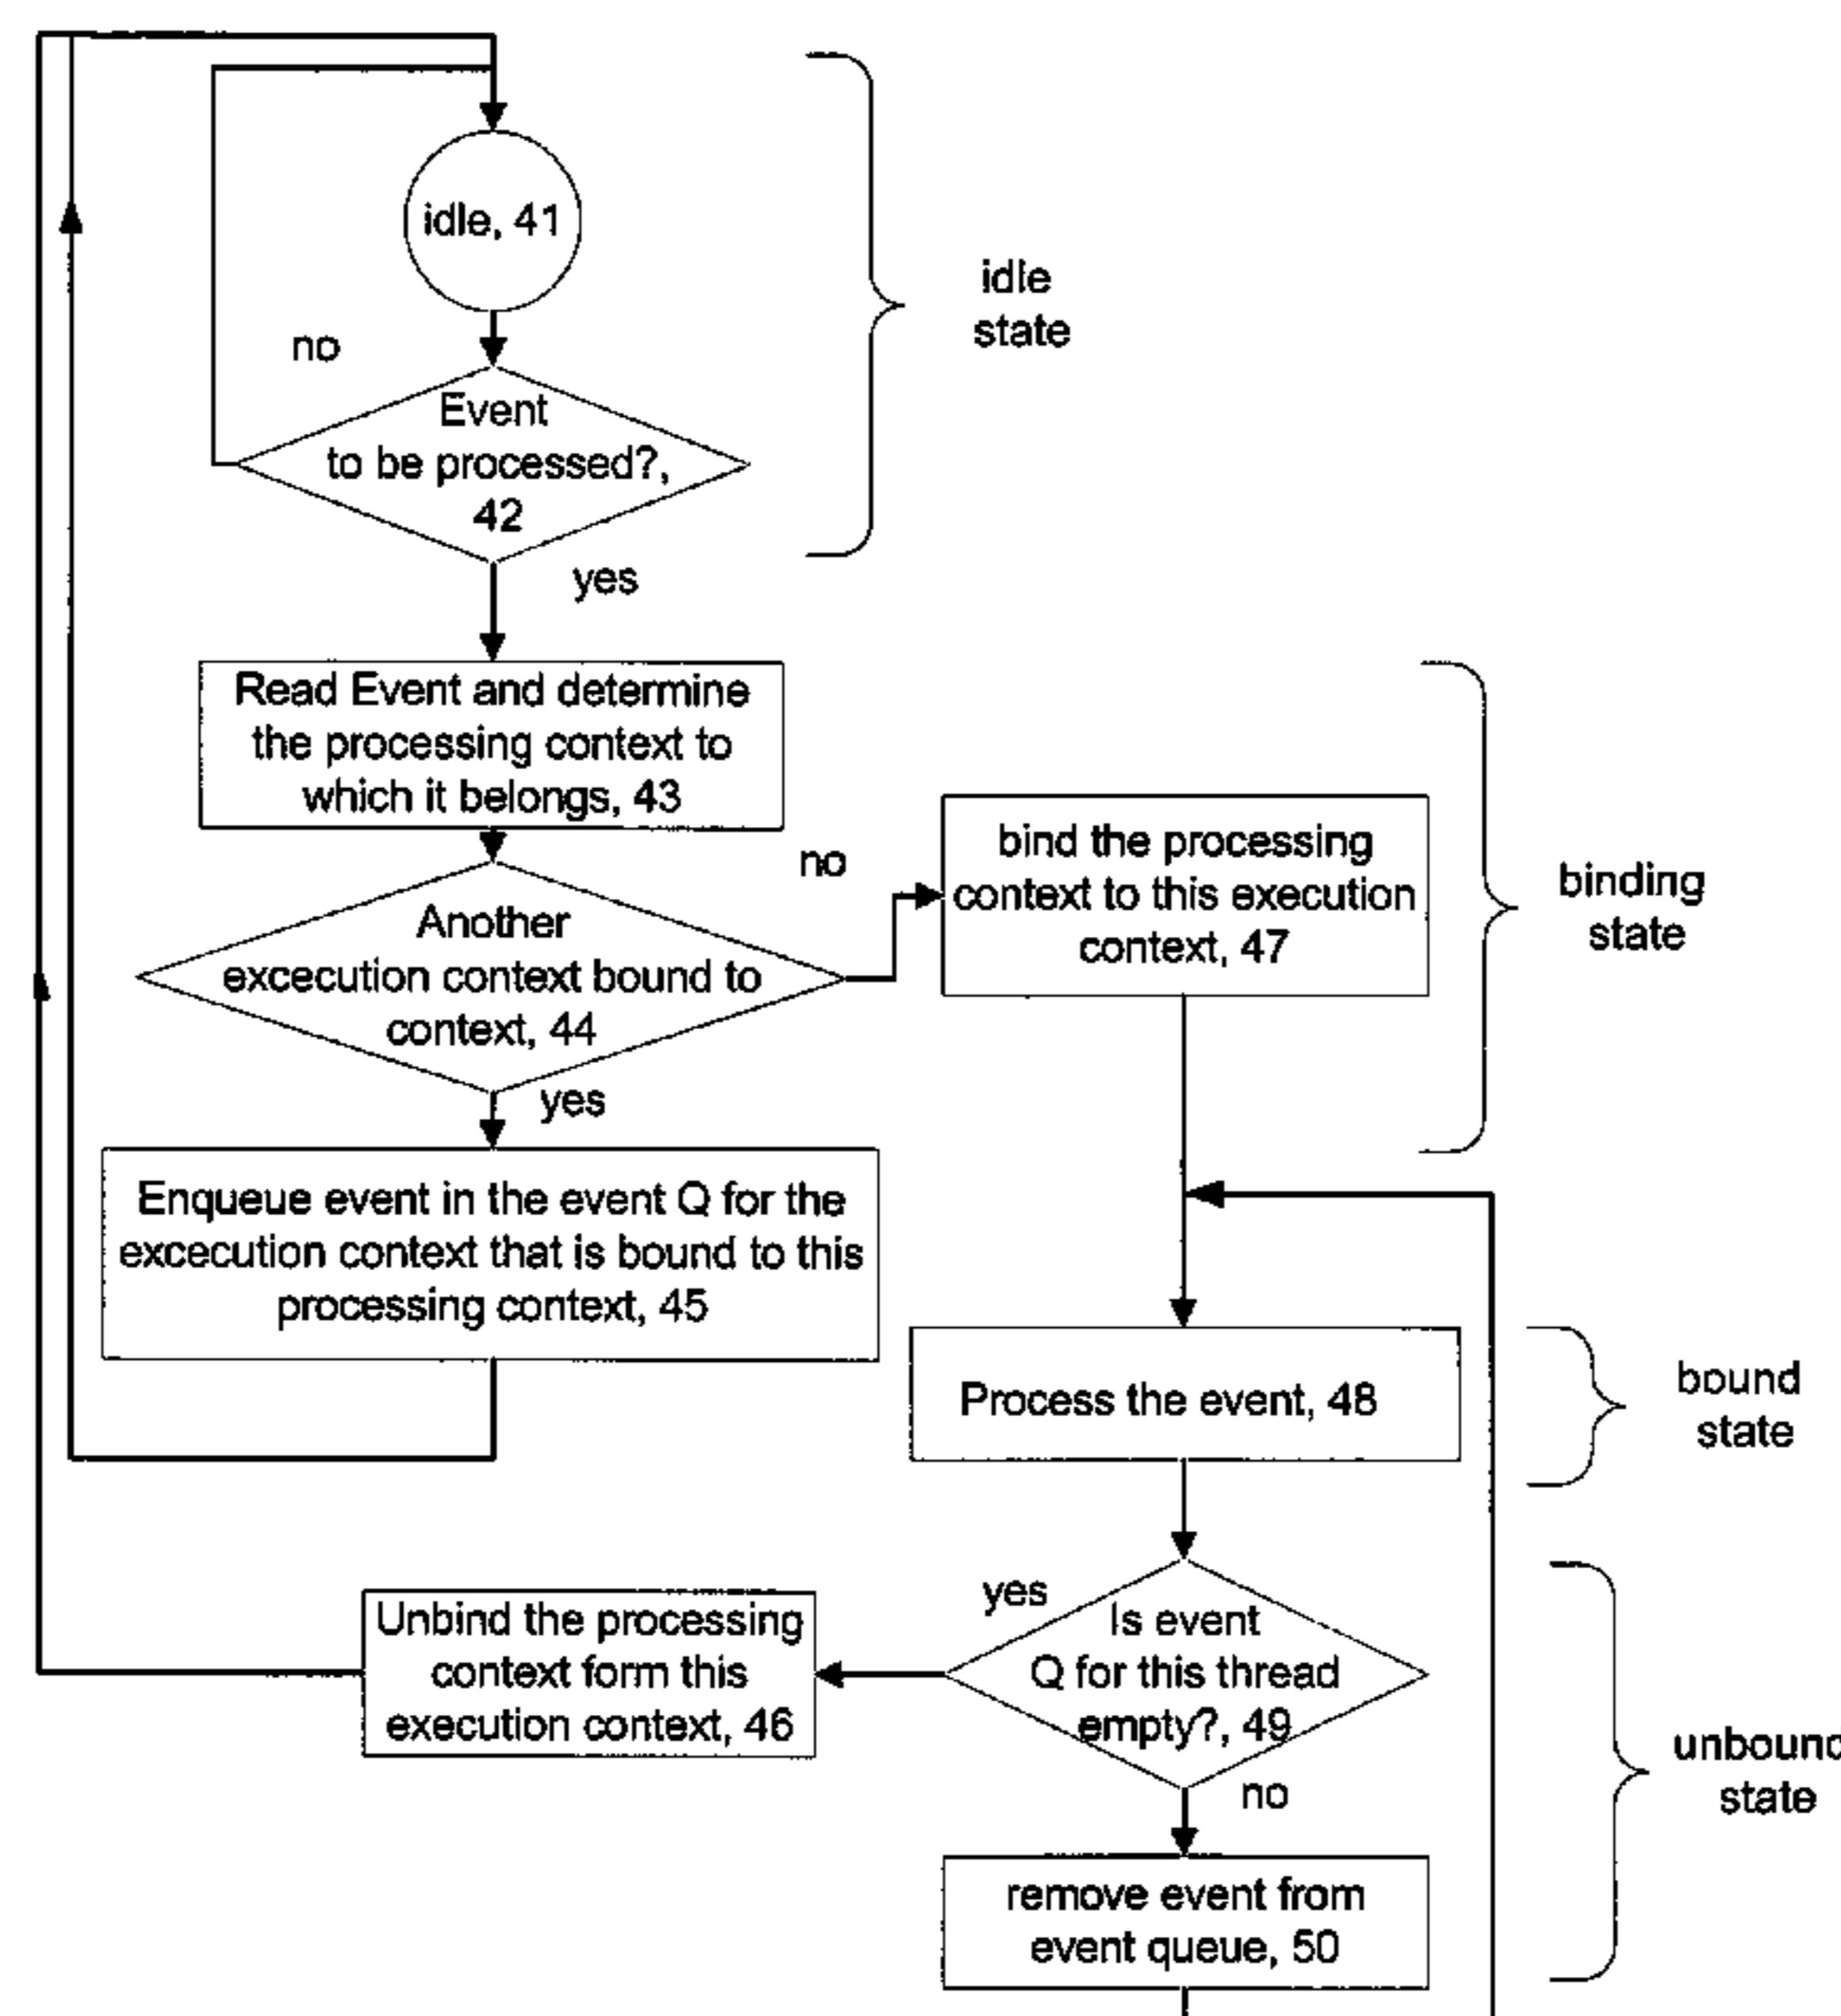 idle, 41
idle
state
no
Event
to be processed?,
42
yes
Read Event and determine
the processing context to
which it belongs, 43
no
bind the processing
context to this execution
context, 47
binding
state
Another
excecution context bound to
context, 44
yes
Enqueue event in the event Q for the
excecution context that is bound to this
processing context, 45
Process the event, 48
bound
state
yes
Is event
Q for this thread
empty?, 49
Unbind the processing
context form this
execution context, 46
no
unbound
state
remove event from
event queue, 50